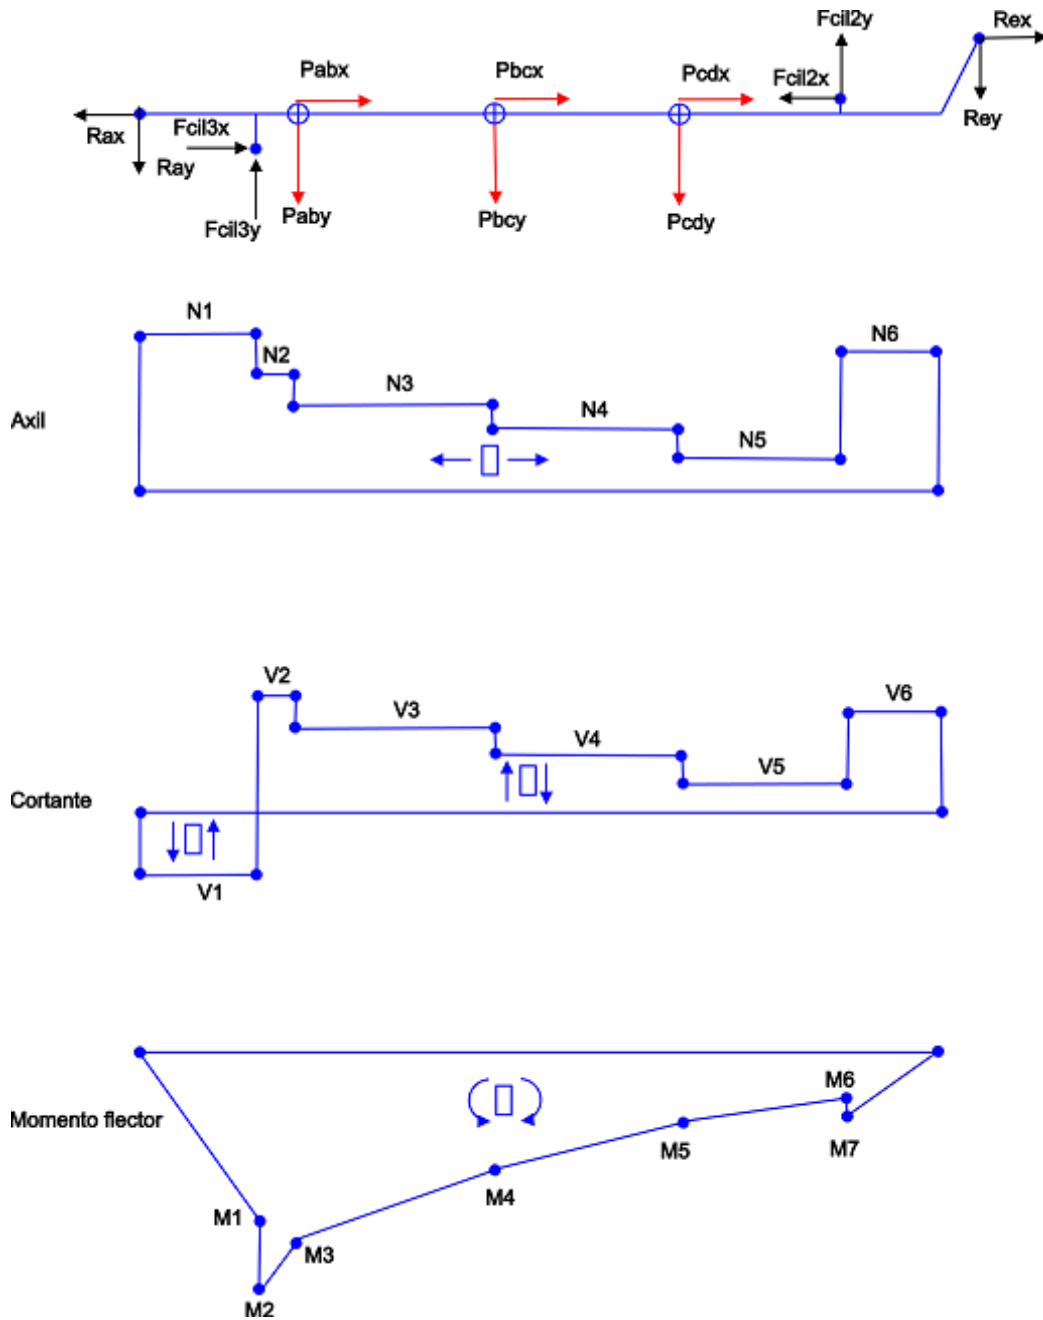 Fcil2y
Rex
Pabx
Pbcx
Pcdx
Fcil2x
Rax
Fcil3x
Ray
Rey
Fcil3y
Paby
Pbcy
Pcdy
N1
N2
N3
N4
N5
N6
Axil
V2
V3
V4
V5
V6
Cortante
V1
M6
Momento flector
M5
M7
M4
M1
M3
M2